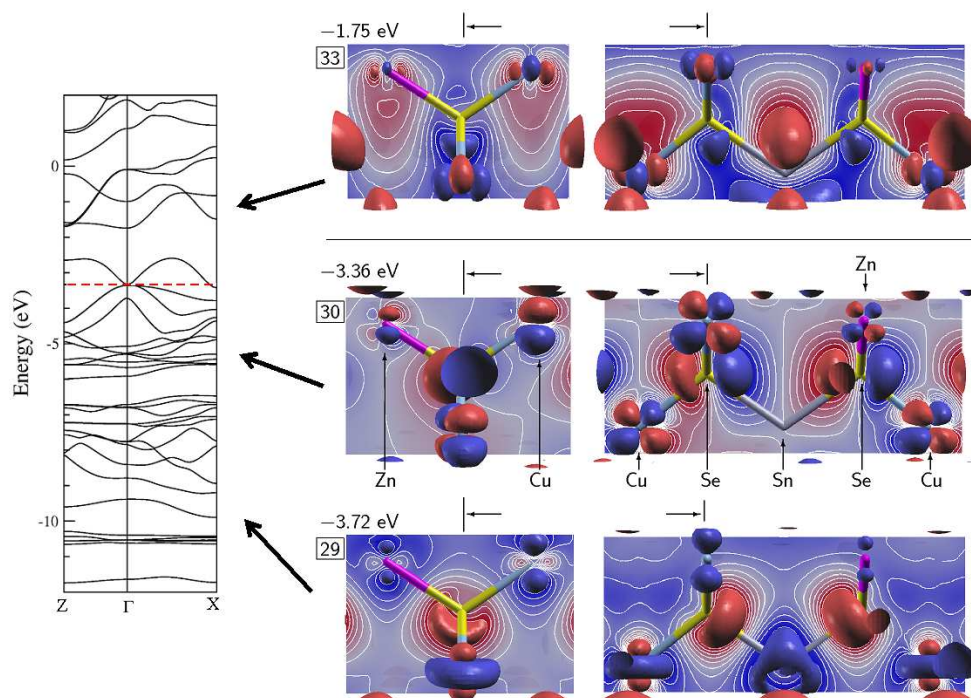 Energy (eV)
0
-5
-10
Z Γ X
−1.75 eV
33
−3.36 eV
30
Zn
Zn Cu Cu Se Sn Se Cu
−3.72 eV
29